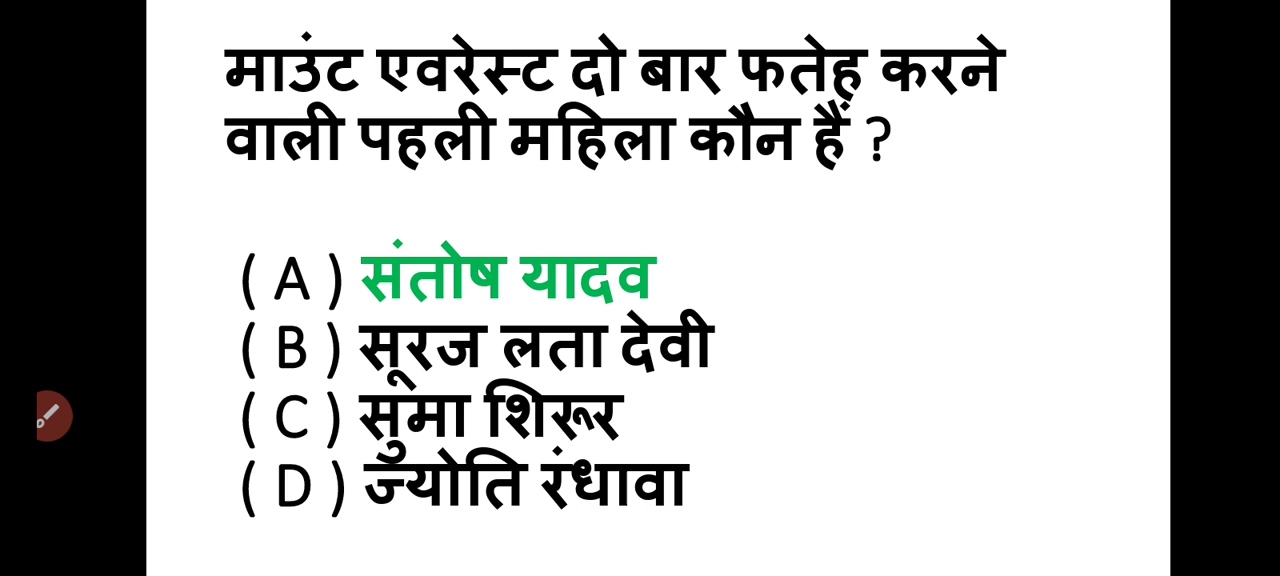 माउंट एवरेस्ट दो बार फतेह करने
वाली पहली महिला कौन हैं ?
( A ) संतोष यादव
( B ) सूरज लता देवी
( C ) सुमा शिरूर
( D ) ज्योति रंधावा